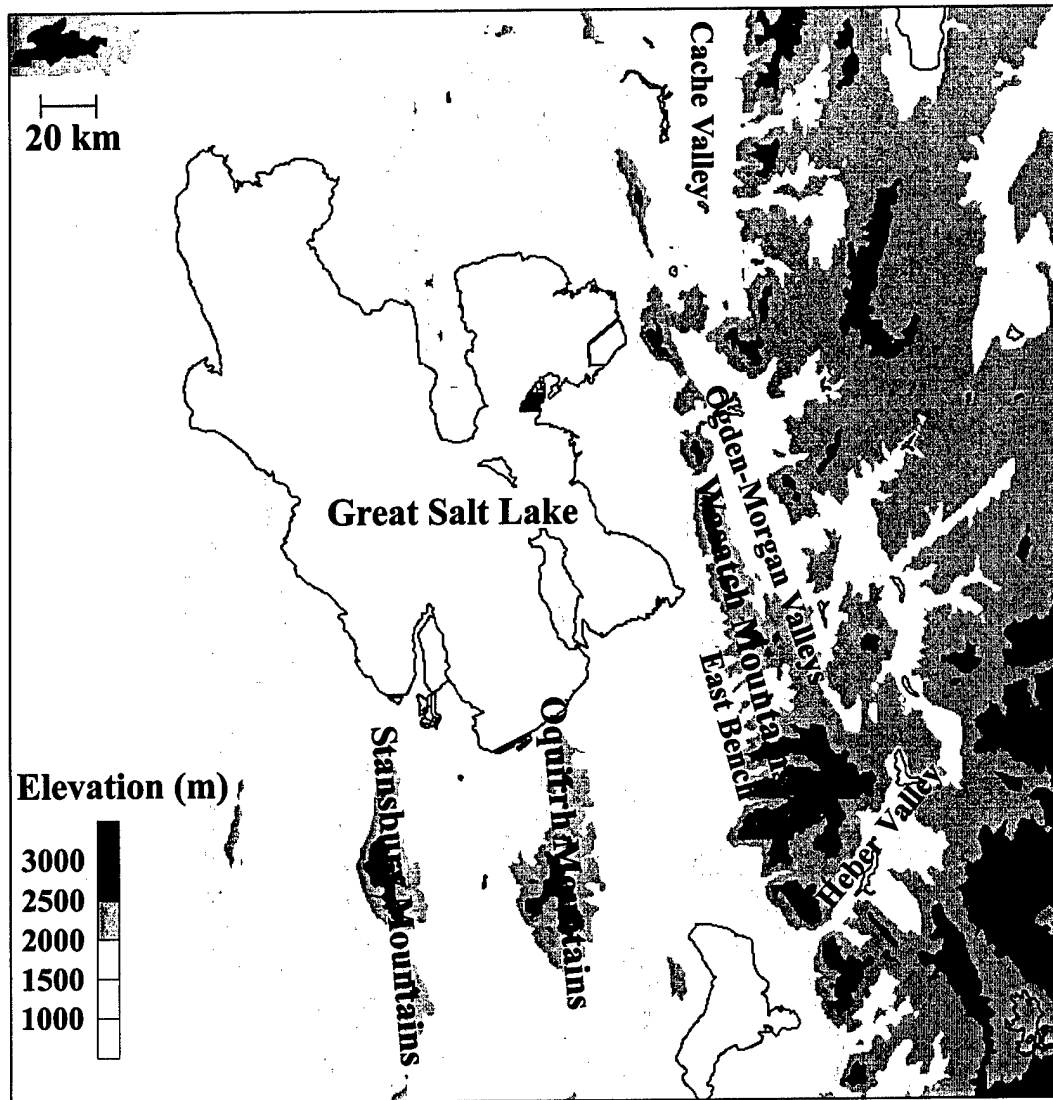 Cache Valley
20 km
Great Salt Lake
Ogden-Morgan Valleys
Wasatch Mountains
East Bench
Stansbury Mountains
Oquirrh Mountains
Heber Valley
Elevation (m)
3000
2500
2000
1500
1000